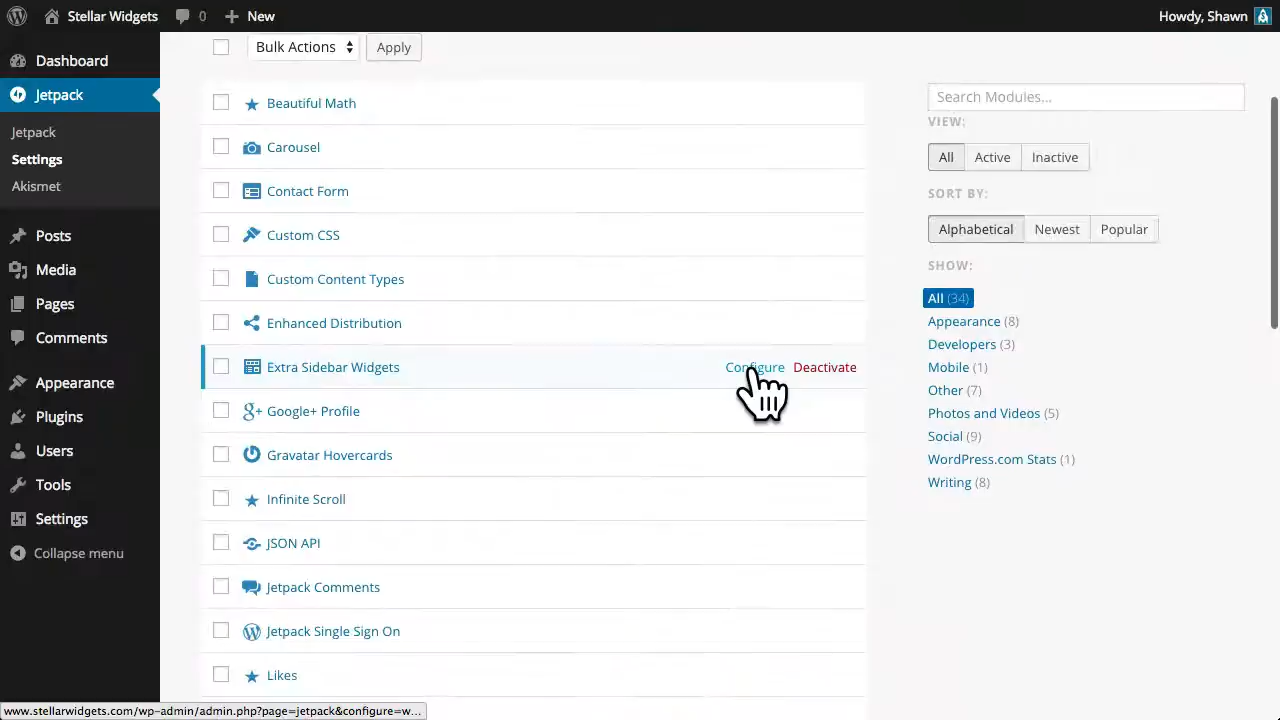 Stellar Widgets 0 New Howdy, Shawn
Dashboard
Jetpack
Jetpack
Settings
Akismet
Posts
Media
Pages
Comments
Appearance
Plugins
Users
Tools
Settings
Collapse menu
Bulk Actions Apply
Beautiful Math
Carousel
Contact Form
Custom CSS
Custom Content Types
Enhanced Distribution
Extra Sidebar Widgets Configure Deactivate
g+ Google+ Profile
Gravatar Hovercards
Infinite Scroll
JSON API
Jetpack Comments
Jetpack Single Sign On
Likes
Search Modules...
VIEW:
All Active Inactive
SORT BY:
Alphabetical Newest Popular
SHOW:
All (34)
Appearance (8)
Developers (3)
Mobile (1)
Other (7)
Photos and Videos (5)
Social (9)
WordPress.com Stats (1)
Writing (8)
www.stellarwidgets.com/wp-admin/admin.php?page=jetpack&configure=w...